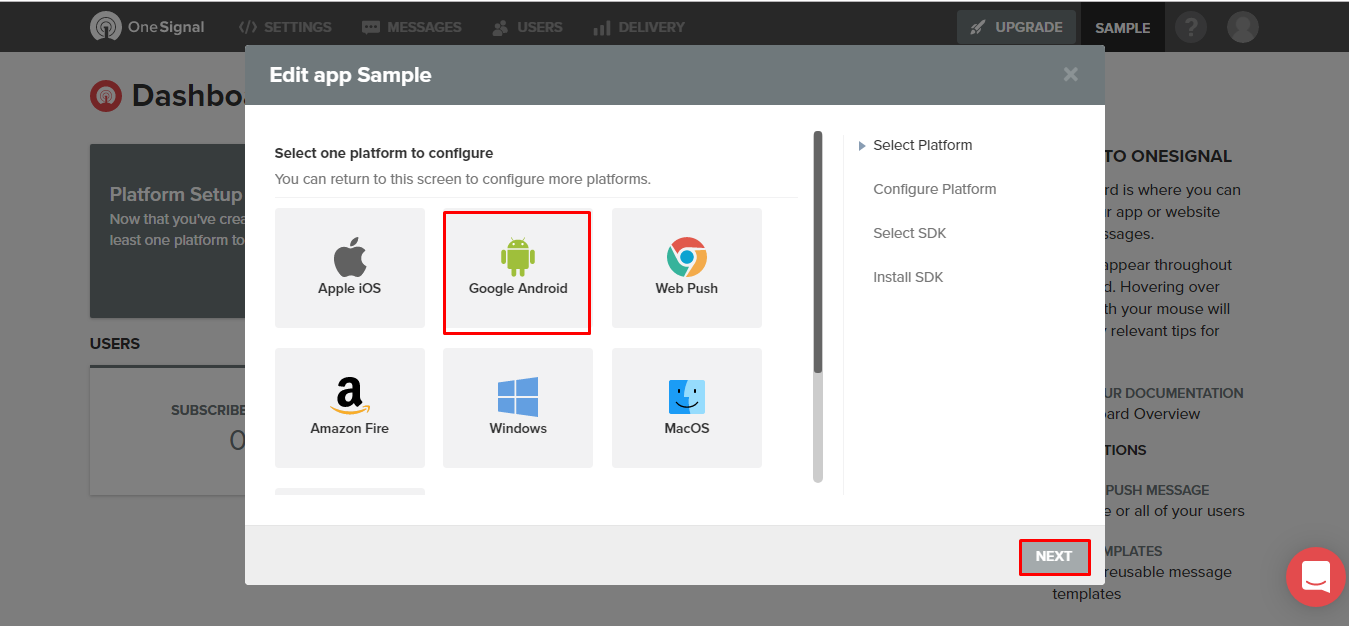 OneSignal
SETTINGS
MESSAGES
USERS
DELIVERY
UPGRADE
SAMPLE
?
Edit app Sample
Dashboa
Select one platform to configure
You can return to this screen to configure more platforms.
Apple iOS
Google Android
Web Push
Amazon Fire
Windows
MacOS
Select Platform
Configure Platform
Select SDK
Install SDK
NEXT
Platform Setup
Now that you've crea
least one platform to
USERS
SUBSCRIBE
0
TO ONESIGNAL
rd is where you can
r app or website
ssages.
appear throughout
d. Hovering over
th your mouse will
relevant tips for
UR DOCUMENTATION
ard Overview
TIONS
PUSH MESSAGE
e or all of your users
MPLATES
reusable message
templates